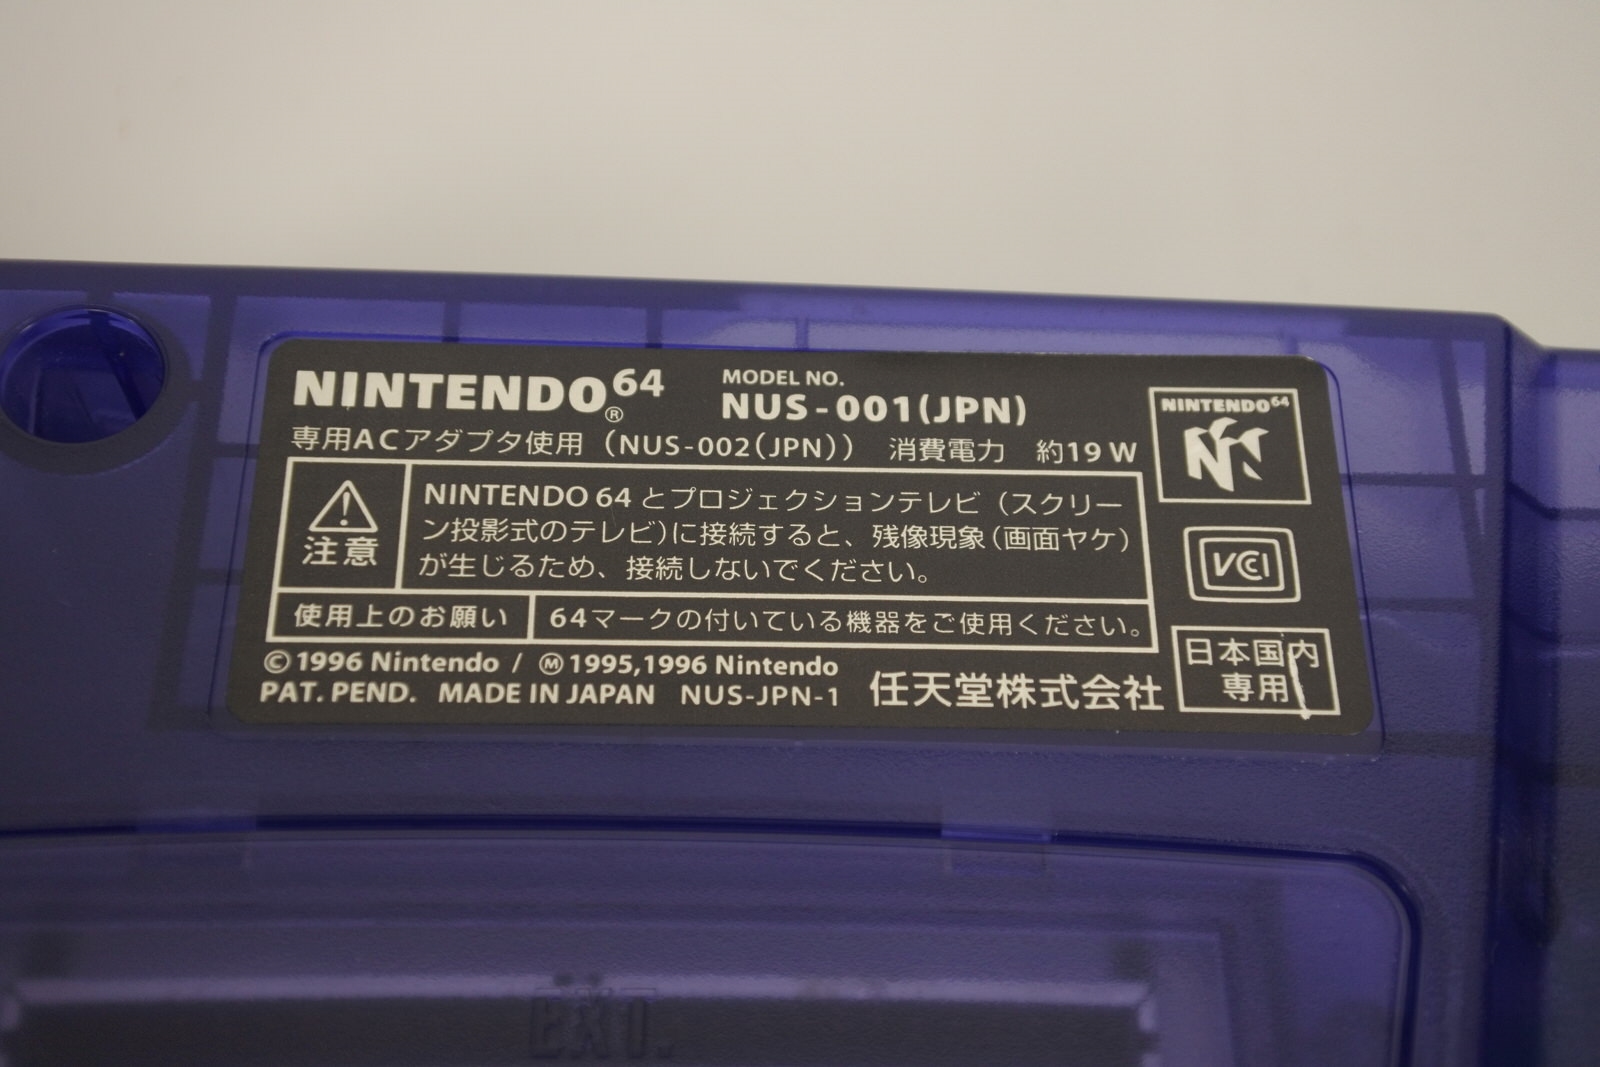 NINTENDO64®
MODEL NO.
NUS-001(JPN)
専用ACアダプタ使用（NUS-002(JPN)） 消費電力 約19W
注意
NINTENDO 64 とプロジェクションテレビ（スクリー
ン投影式のテレビ）に接続すると、残像現象（画面ヤケ）
が生じるため、接続しないでください。
使用上のお願い
64マークの付いている機器をご使用ください。
©1996 Nintendo / Ⓜ1995,1996 Nintendo
PAT. PEND. MADE IN JAPAN NUS-JPN-1 任天堂株式会社
NINTENDO64
N
VCI
日本国内
専用
EXT.